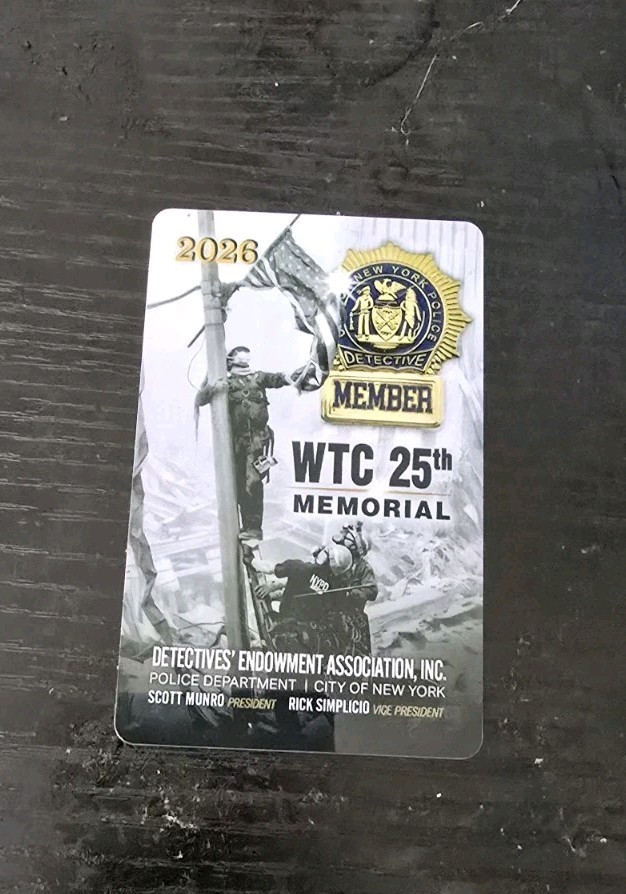 2026
NEW YORK POLICE
DETECTIVE
MEMBER
WTC 25th
MEMORIAL
NYPD
DETECTIVES' ENDOWMENT ASSOCIATION, INC.
POLICE DEPARTMENT | CITY OF NEW YORK
SCOTT MUNRO PRESIDENT RICK SIMPLICIO VICE PRESIDENT